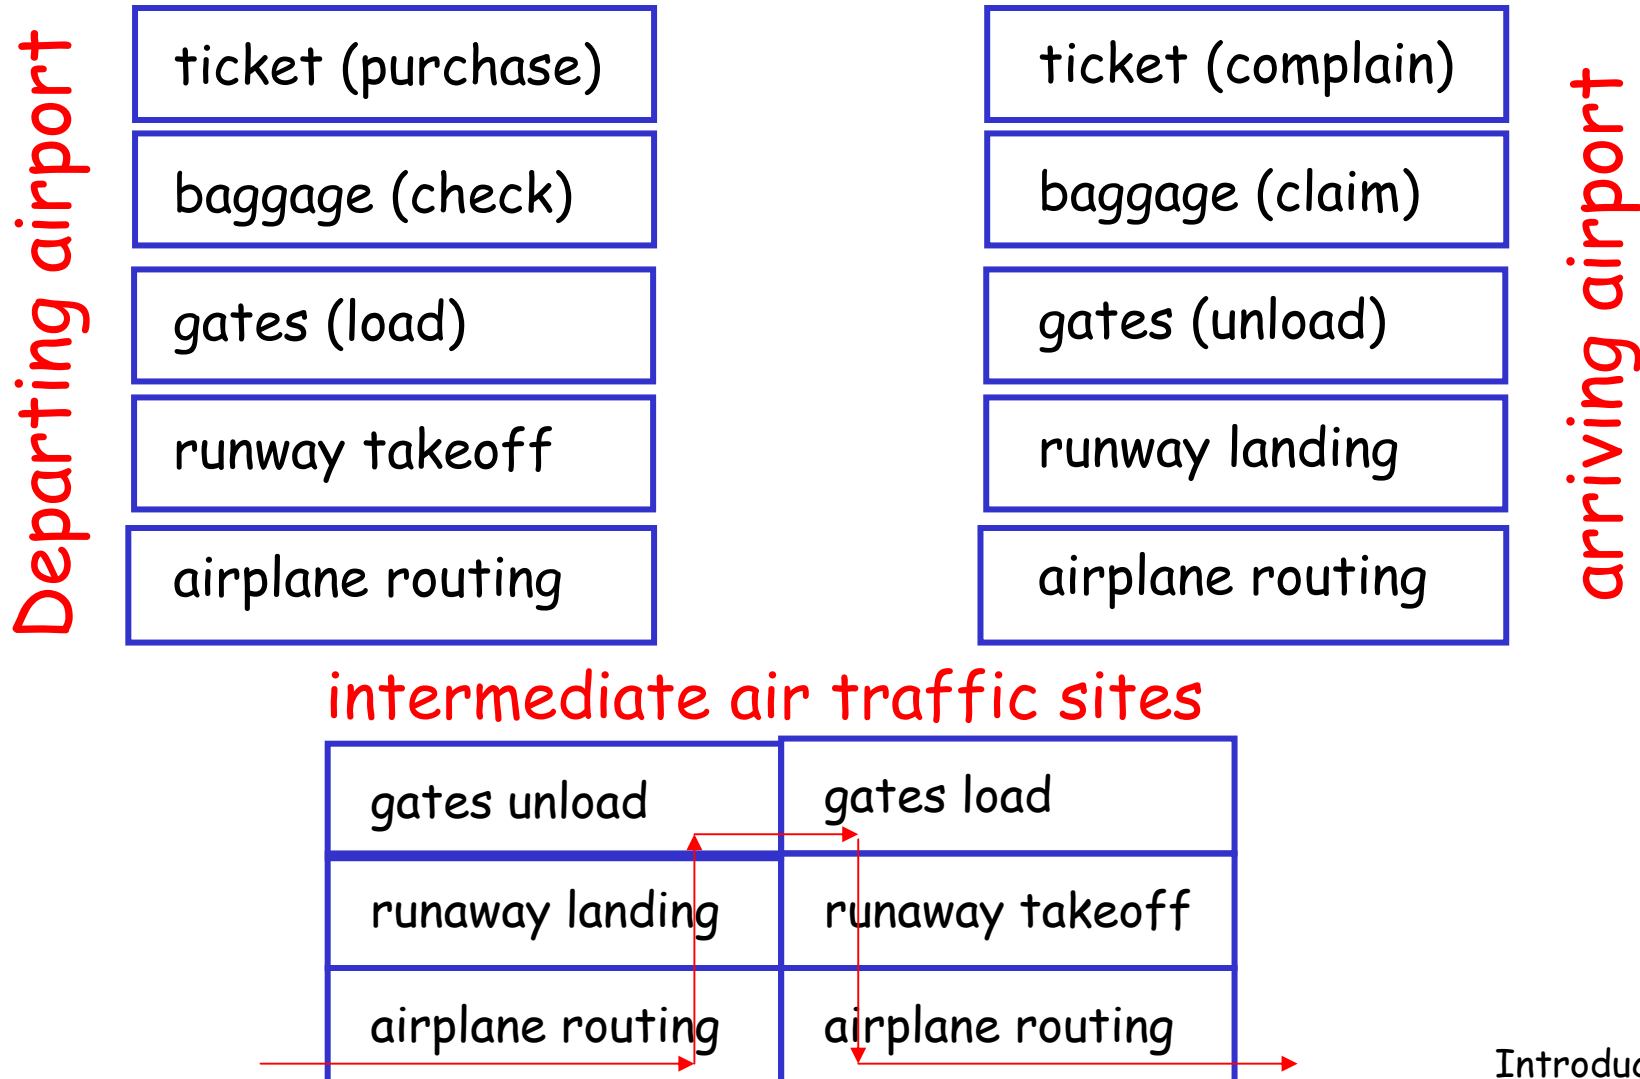 Departing airport
ticket (purchase)
baggage (check)
gates (load)
runway takeoff
airplane routing
ticket (complain)
baggage (claim)
gates (unload)
runway landing
airplane routing
arriving airport
intermediate air traffic sites
gates unload
gates load
runaway landing
runaway takeoff
airplane routing
airplane routing